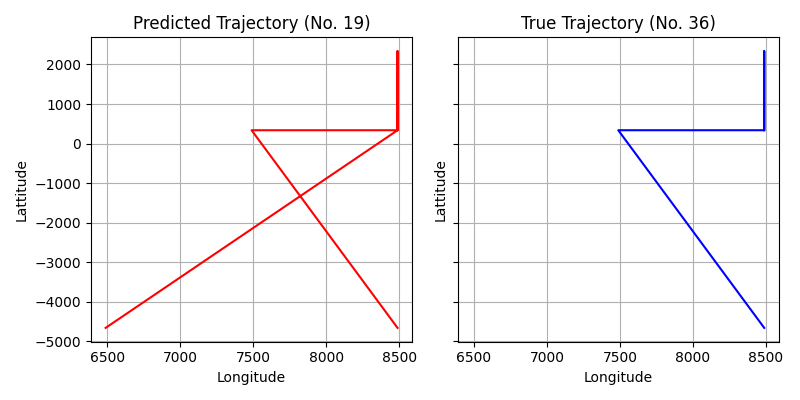 Predicted Trajectory (No. 19)
True Trajectory (No. 36)
2000
1000
0
−1000
−2000
−3000
−4000
−5000
Lattitude
Lattitude
6500 7000 7500 8000 8500
6500 7000 7500 8000 8500
Longitude
Longitude